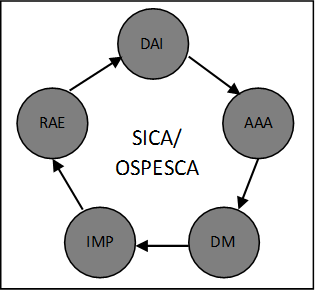 DAI
RAE
AAA
SICA/
OSPESCA
IMP
DM